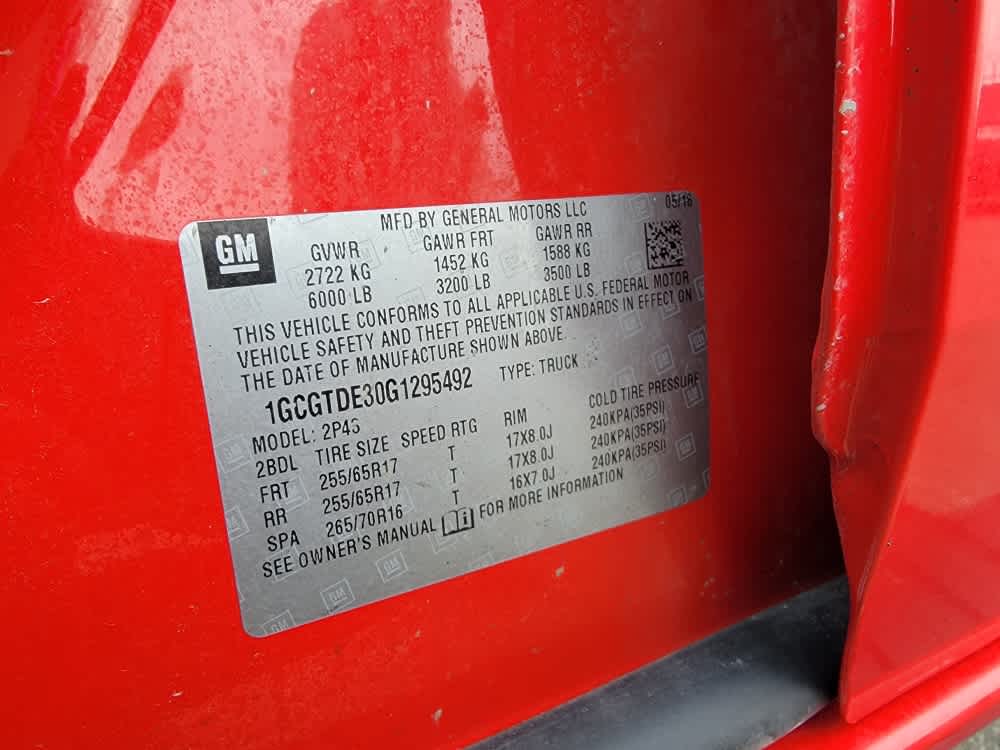 GM
MFD BY GENERAL MOTORS LLC 05/16
GVWR GAWR FRT GAWR RR
2722 KG 1452 KG 1588 KG
6000 LB 3200 LB 3500 LB
THIS VEHICLE CONFORMS TO ALL APPLICABLE U.S. FEDERAL MOTOR
VEHICLE SAFETY AND THEFT PREVENTION STANDARDS IN EFFECT ON
THE DATE OF MANUFACTURE SHOWN ABOVE.
1GCGTDE30G1295492 TYPE: TRUCK
MODEL:
2BDL TIRE SIZE SPEED RTG RIM COLD TIRE PRESSURE
FRT 255/65R17 T 17X8.0J 240KPA(35PSI)
RR 255/65R17 T 17X8.0J 240KPA(35PSI)
SPA 265/70R16 T 16X7.0J 240KPA(35PSI)
SEE OWNER'S MANUAL FOR MORE INFORMATION